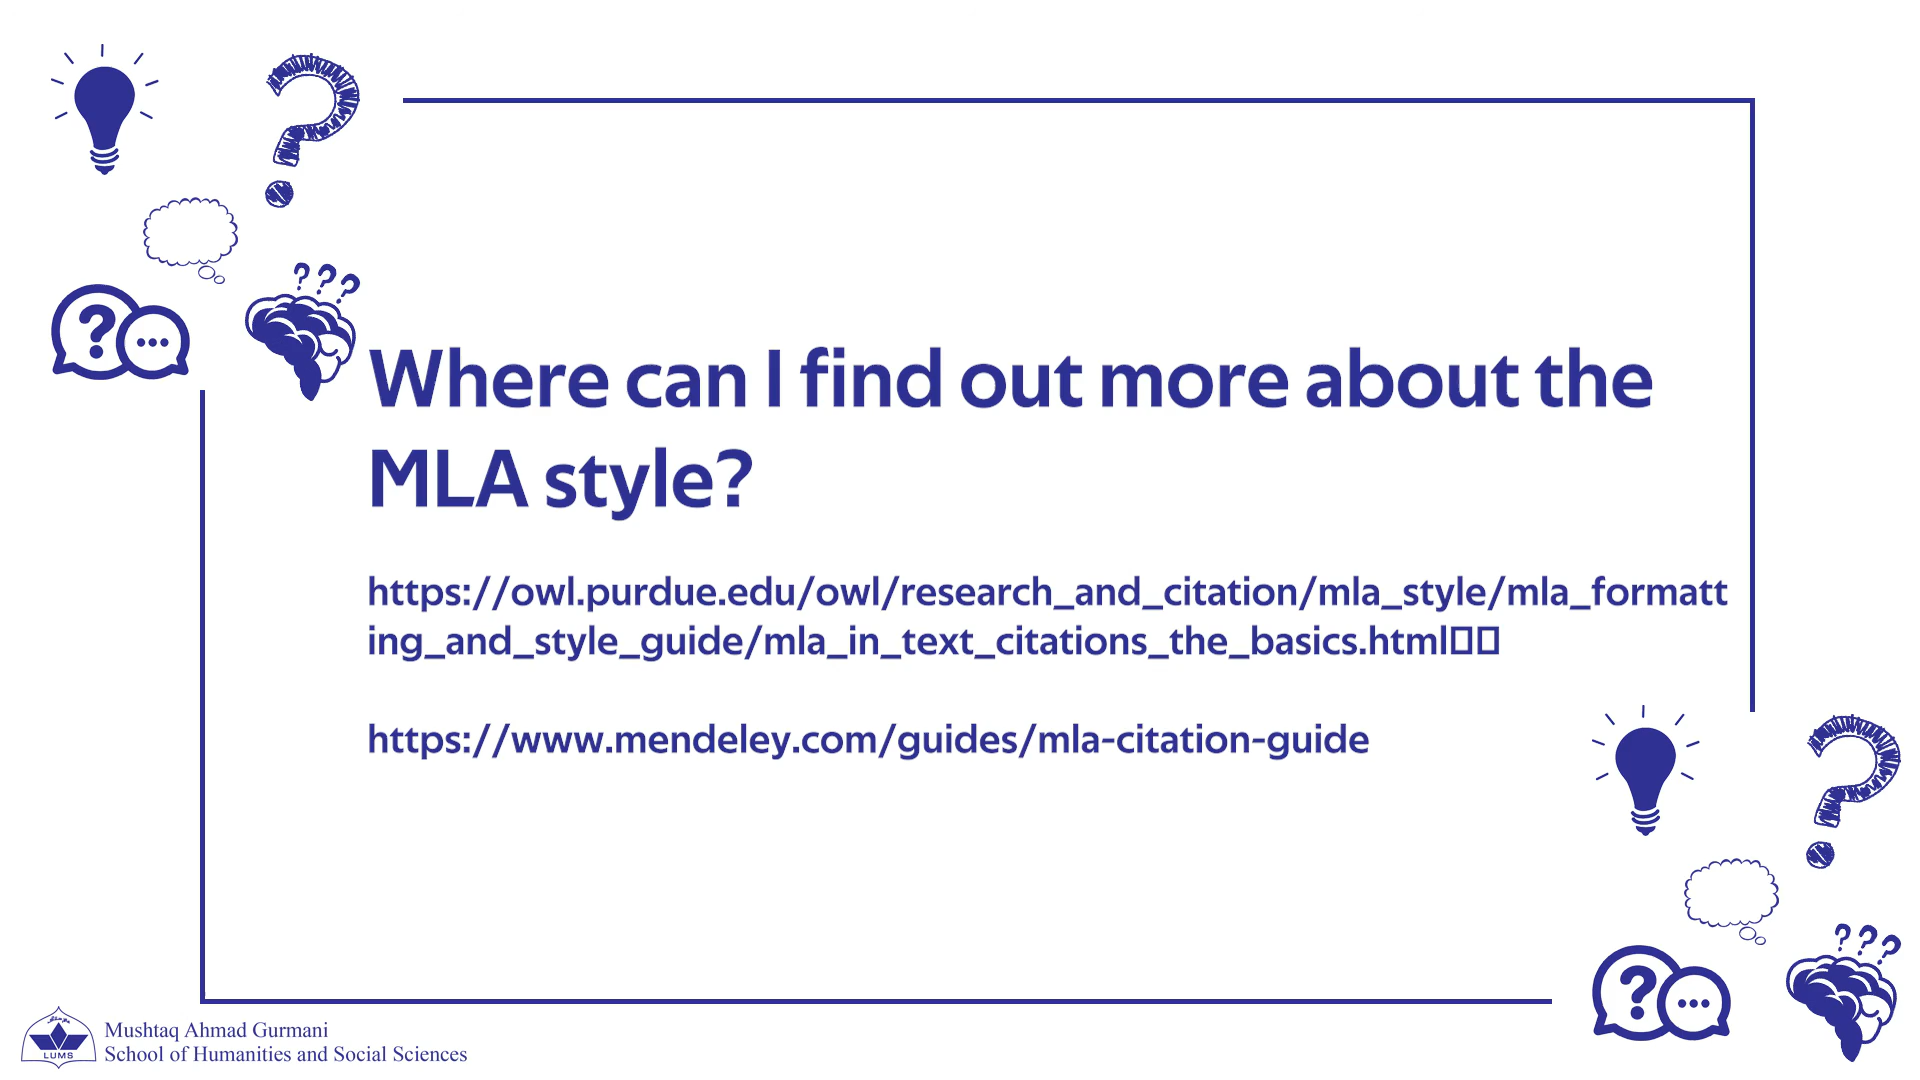 Where can I find out more about the
MLA style?
https://owl.purdue.edu/owl/research_and_citation/mla_style/mla_formatt
ing_and_style_guide/mla_in_text_citations_the_basics.html
https://www.mendeley.com/guides/mla-citation-guide
LUMS
Mushtaq Ahmad Gurmani
School of Humanities and Social Sciences